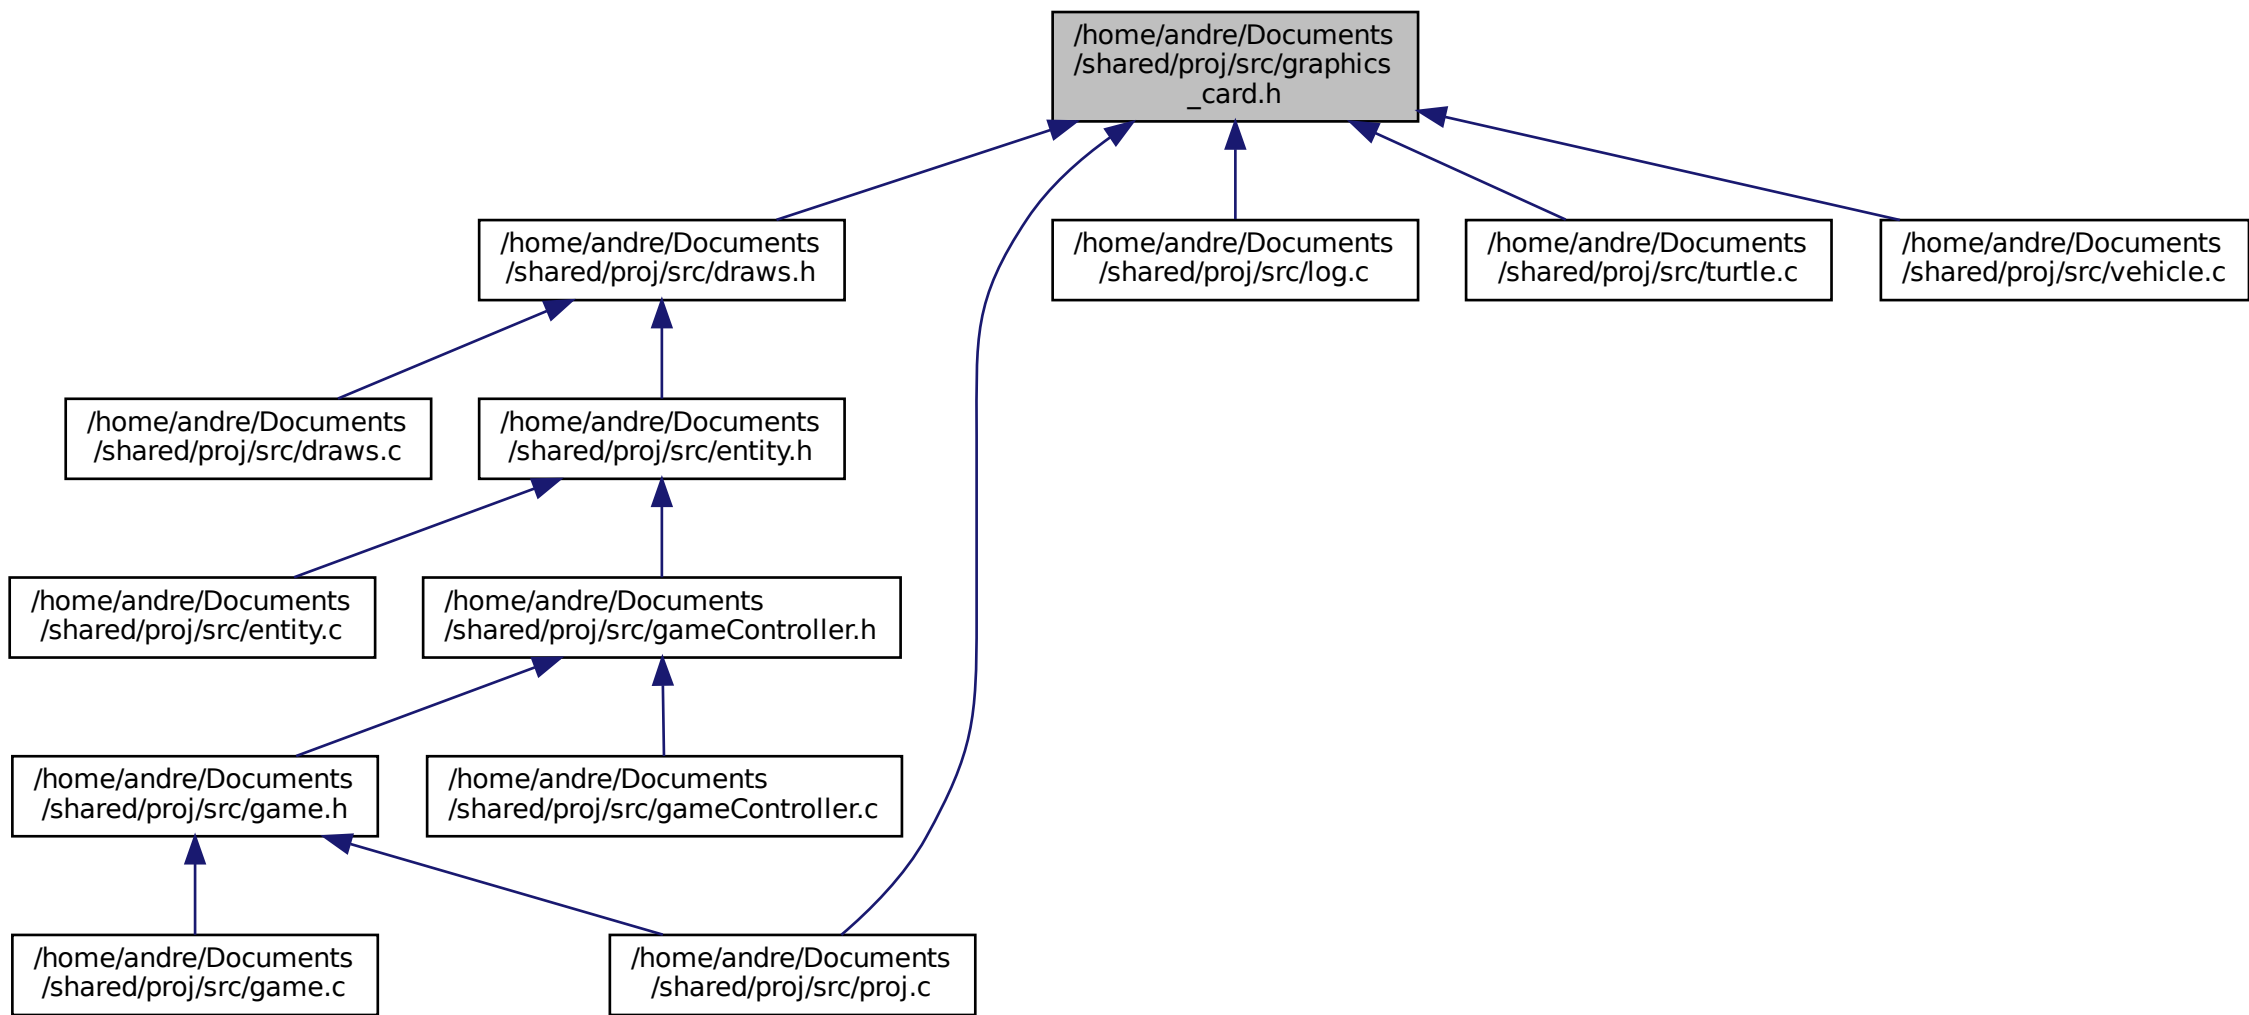 /home/andre/Documents
/shared/proj/src/graphics
_card.h
/home/andre/Documents
/shared/proj/src/draws.h
/home/andre/Documents
/shared/proj/src/log.c
/home/andre/Documents
/shared/proj/src/turtle.c
/home/andre/Documents
/shared/proj/src/vehicle.c
/home/andre/Documents
/shared/proj/src/draws.c
/home/andre/Documents
/shared/proj/src/entity.h
/home/andre/Documents
/shared/proj/src/entity.c
/home/andre/Documents
/shared/proj/src/gameController.h
/home/andre/Documents
/shared/proj/src/game.h
/home/andre/Documents
/shared/proj/src/gameController.c
/home/andre/Documents
/shared/proj/src/game.c
/home/andre/Documents
/shared/proj/src/proj.c